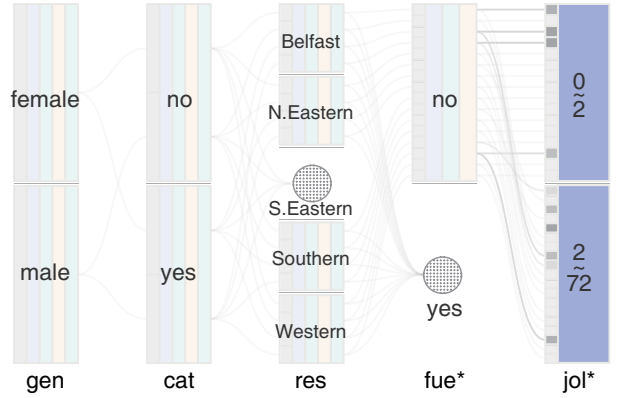 female
male
gen
no
yes
cat
Belfast
N.Eastern
S.Eastern
Southern
Western
res
no
yes
fue*
0
~
2
2
~
72
jol*